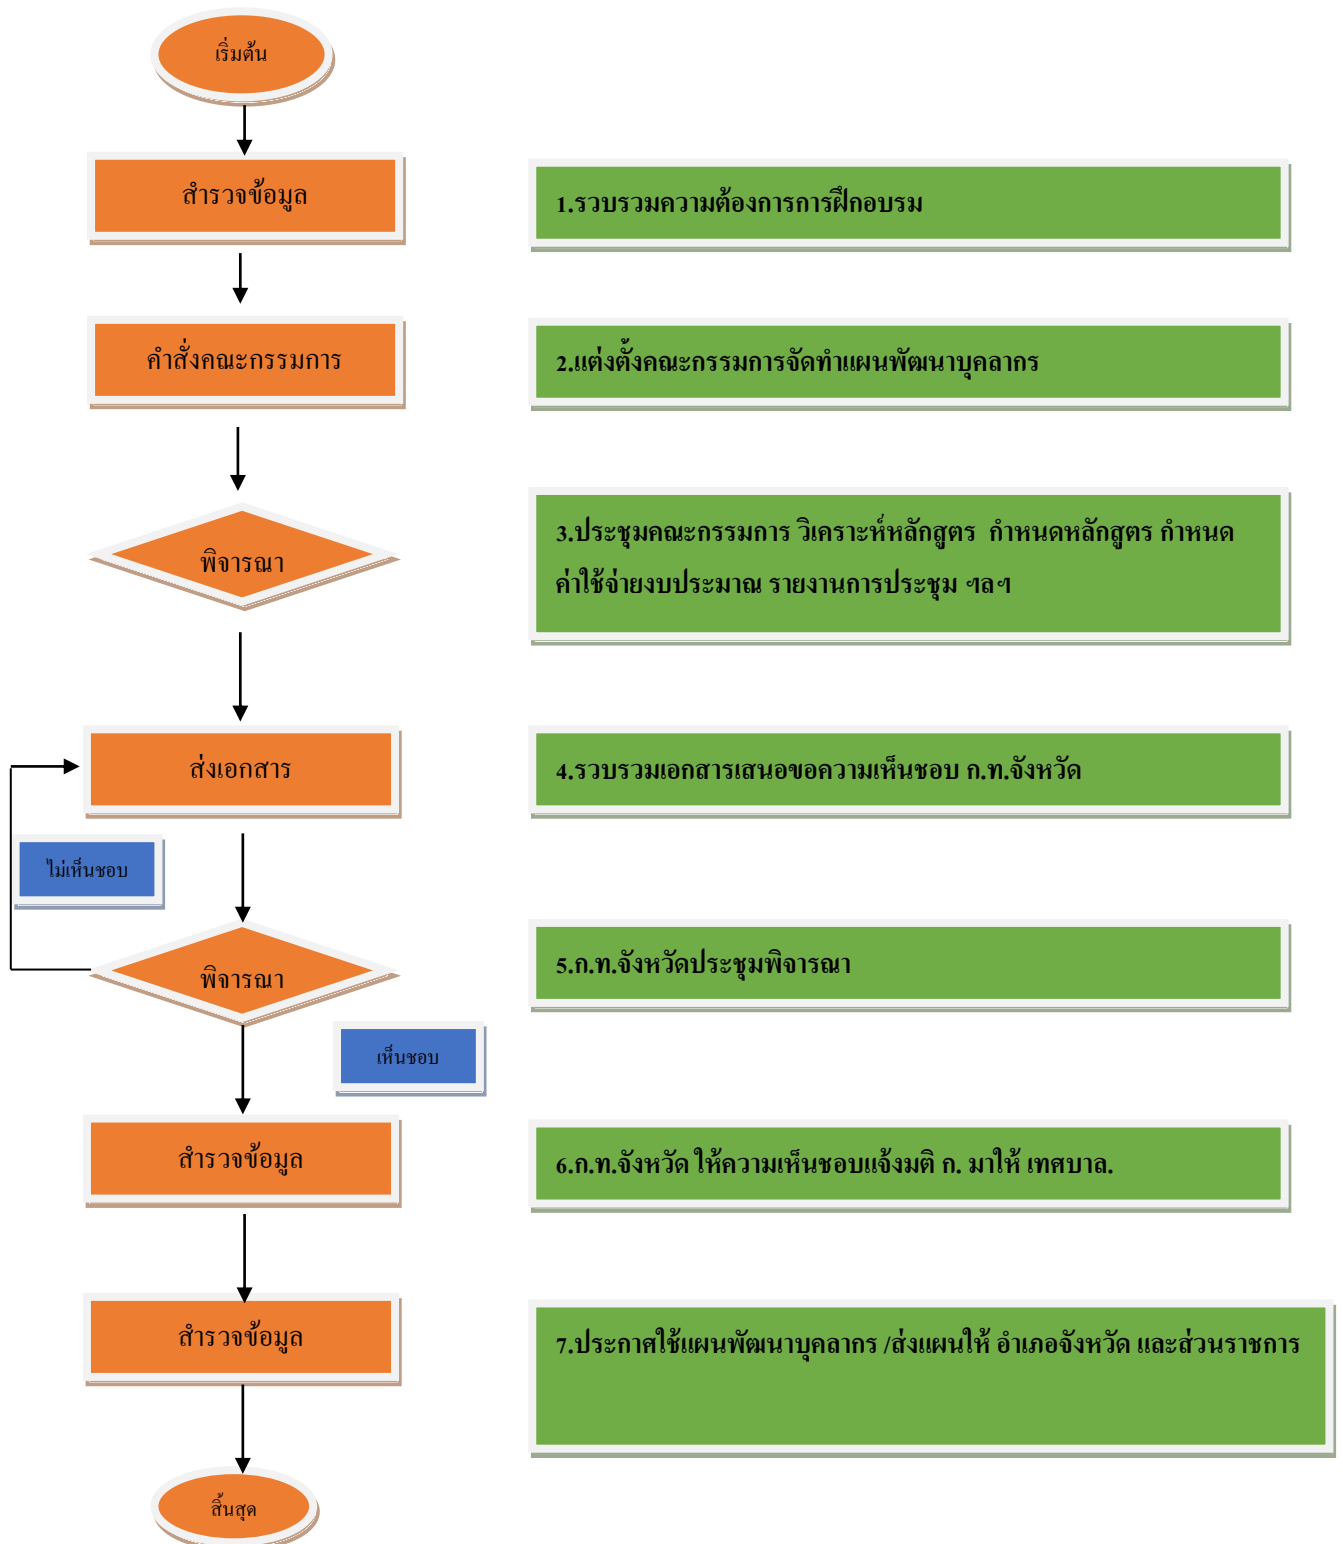 เริ่มต้น
สำรวจข้อมูล
1.รวบรวมความต้องการการฝึกอบรม
คำสั่งคณะกรรมการ
2.แต่งตั้งคณะกรรมการจัดทำแผนพัฒนาบุคลากร
พิจารณา
3.ประชุมคณะกรรมการ วิเคราะห์หลักสูตร กำหนดหลักสูตร กำหนด
ค่าใช้จ่ายงบประมาณ รายงานการประชุม ฯลฯ
ส่งเอกสาร
4.รวบรวมเอกสารเสนอขอความเห็นชอบ ก.ท.จังหวัด
ไม่เห็นชอบ
พิจารณา
5.ก.ท.จังหวัดประชุมพิจารณา
เห็นชอบ
สำรวจข้อมูล
6.ก.ท.จังหวัด ให้ความเห็นชอบแจ้งมติ ก. มาให้ เทศบาล.
สำรวจข้อมูล
7.ประกาศใช้แผนพัฒนาบุคลากร /ส่งแผนให้ อำเภอจังหวัด และส่วนราชการ
สิ้นสุด